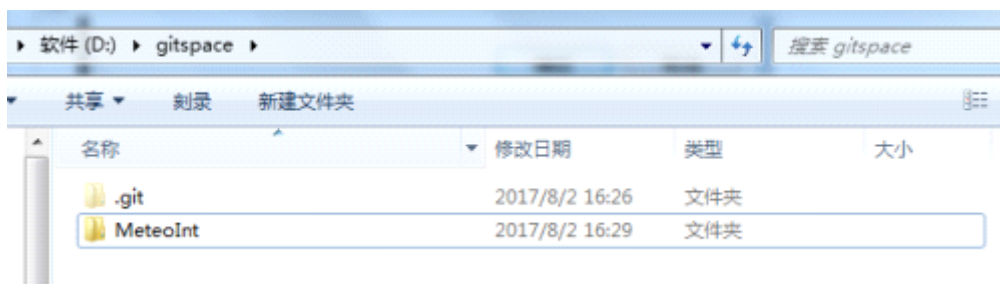 软件 (D:) gitspace 搜索 gitspace
共享 刻录 新建文件夹
名称 修改日期 类型 大小
.git 2017/8/2 16:26 文件夹
MeteoInt 2017/8/2 16:29 文件夹